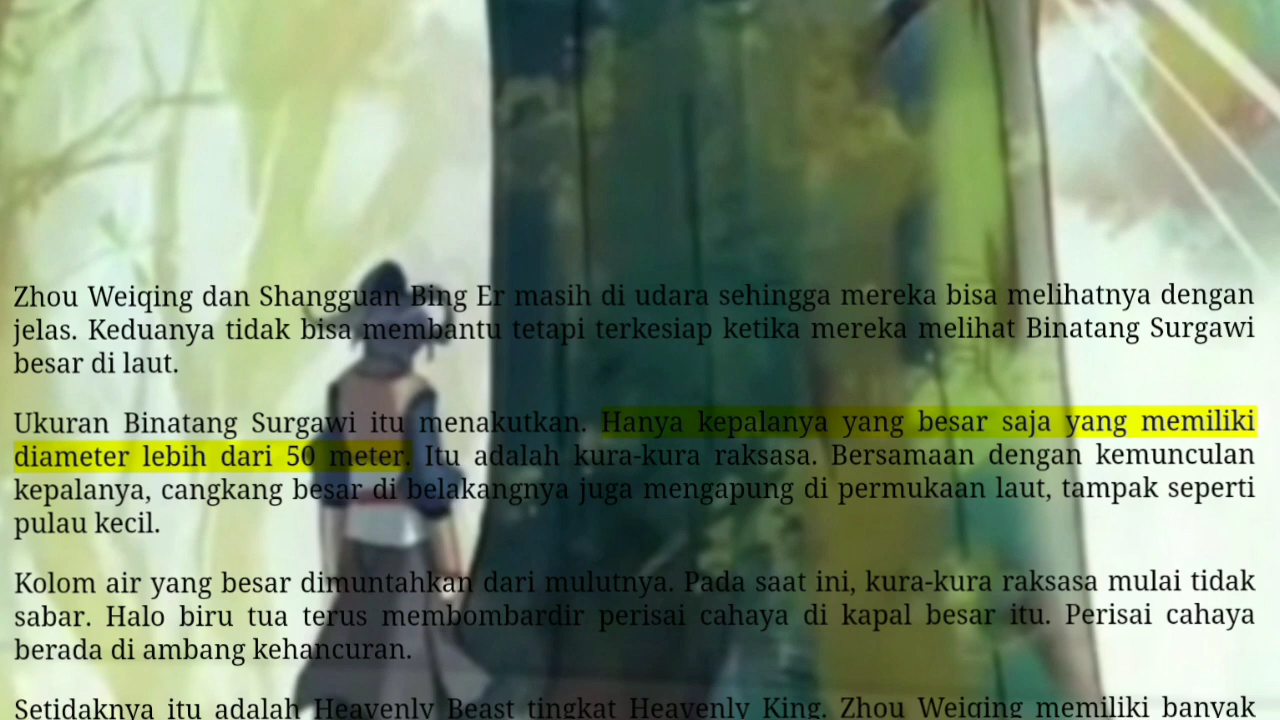 Zhou Weiqing dan Shangguan Bing Er masih di udara sehingga mereka bisa melihatnya dengan
jelas. Keduanya tidak bisa membantu tetapi terkesiap ketika mereka melihat Binatang Surgawi
besar di laut.
Ukuran Binatang Surgawi itu menakutkan. Hanya kepalanya yang besar saja yang memiliki
diameter lebih dari 50 meter. Itu adalah kura-kura raksasa. Bersamaan dengan kemunculan
kepalanya, cangkang besar di belakangnya juga mengapung di permukaan laut, tampak seperti
pulau kecil.
Kolom air yang besar dimuntahkan dari mulutnya. Pada saat ini, kura-kura raksasa mulai tidak
sabar. Halo biru tua terus membombardir perisai cahaya di kapal besar itu. Perisai cahaya
berada di ambang kehancuran.
Setidaknya itu adalah Heavenly Beast tingkat Heavenly King. Zhou Weiqing memiliki banyak